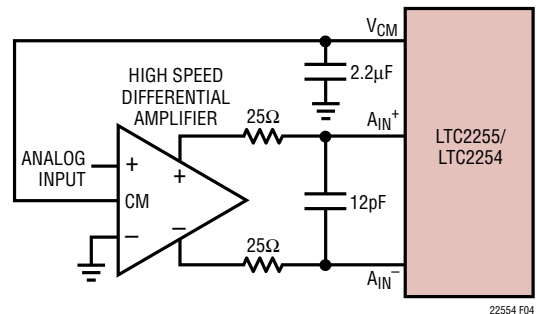 V_CM
2.2µF
HIGH SPEED
DIFFERENTIAL
AMPLIFIER
25Ω
A_IN^+
LTC2255/
LTC2254
ANALOG
INPUT
+
+
CM
12pF
–
–
25Ω
A_IN^–
22554 F04